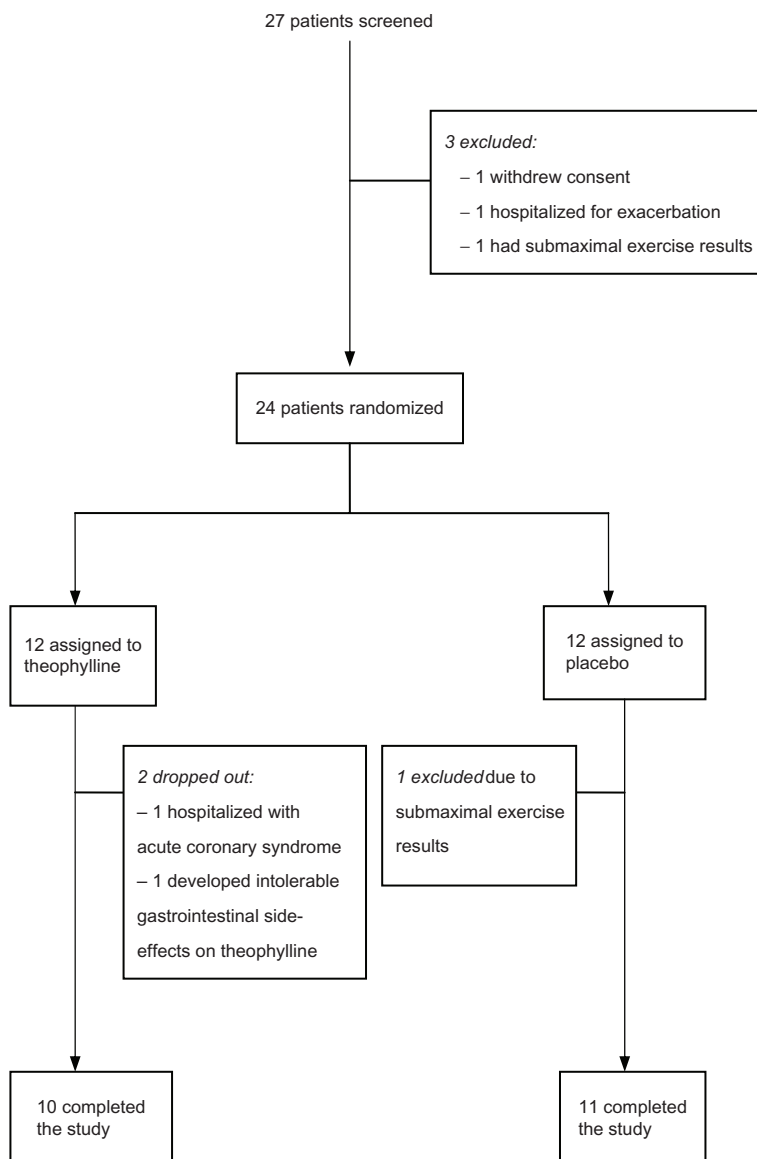 27 patients screened
3 excluded:
– 1 withdrew consent
– 1 hospitalized for exacerbation
– 1 had submaximal exercise results
24 patients randomized
12 assigned to
theophylline
12 assigned to
placebo
2 dropped out:
– 1 hospitalized with
acute coronary syndrome
– 1 developed intolerable
gastrointestinal side-
effects on theophylline
1 excluded due to
submaximal exercise
results
10 completed
the study
11 completed
the study